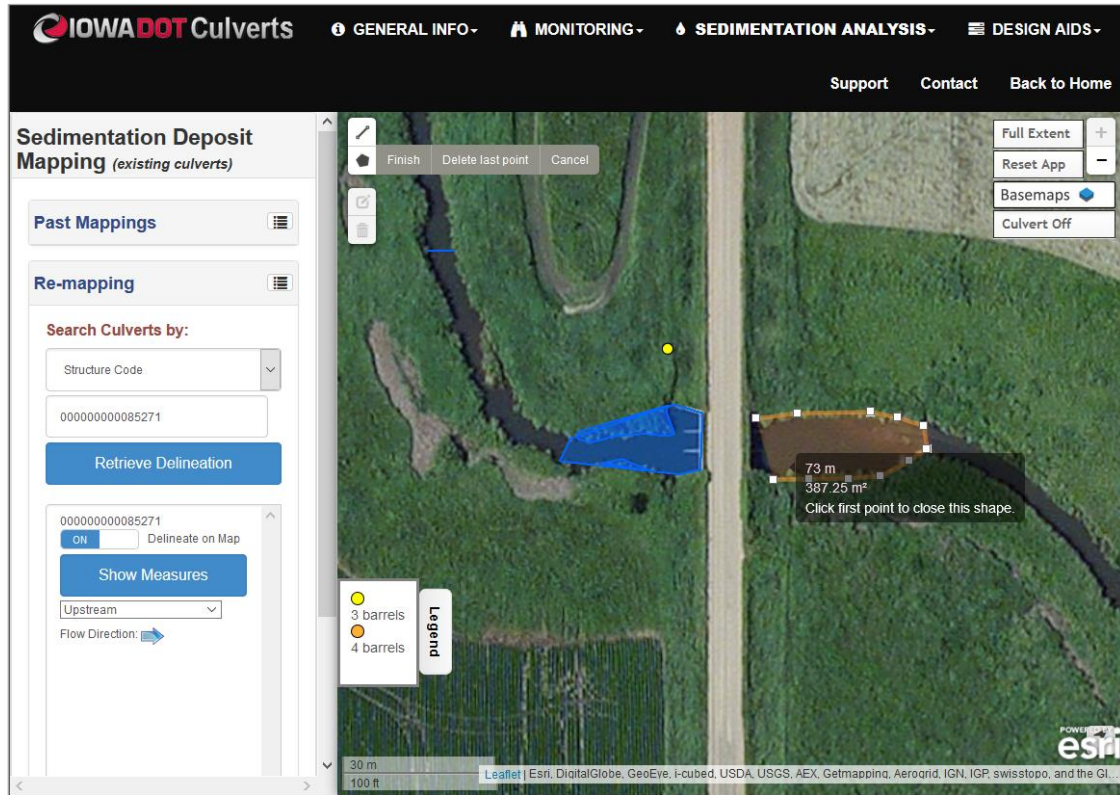 IOWADOT Culverts
GENERAL INFO
MONITORING
SEDIMENTATION ANALYSIS
DESIGN AIDS
Support
Contact
Back to Home
Sedimentation Deposit
Mapping (existing culverts)
Past Mappings
Re-mapping
Search Culverts by:
Structure Code
000000000085271
Retrieve Delineation
000000000085271
ON
Delineate on Map
Show Measures
Upstream
Flow Direction:
Finish
Delete last point
Cancel
Full Extent
+
Reset App
−
Basemaps
Culvert Off
73 m
387.25 m²
Click first point to close this shape.
3 barrels
4 barrels
Legend
30 m
100 ft
POWERED BY
esri
Leaflet | Esri, DigitalGlobe, GeoEye, i-cubed, USDA, USGS, AEX, Getmapping, Aerogrid, IGN, IGP, swisstopo, and the GI...